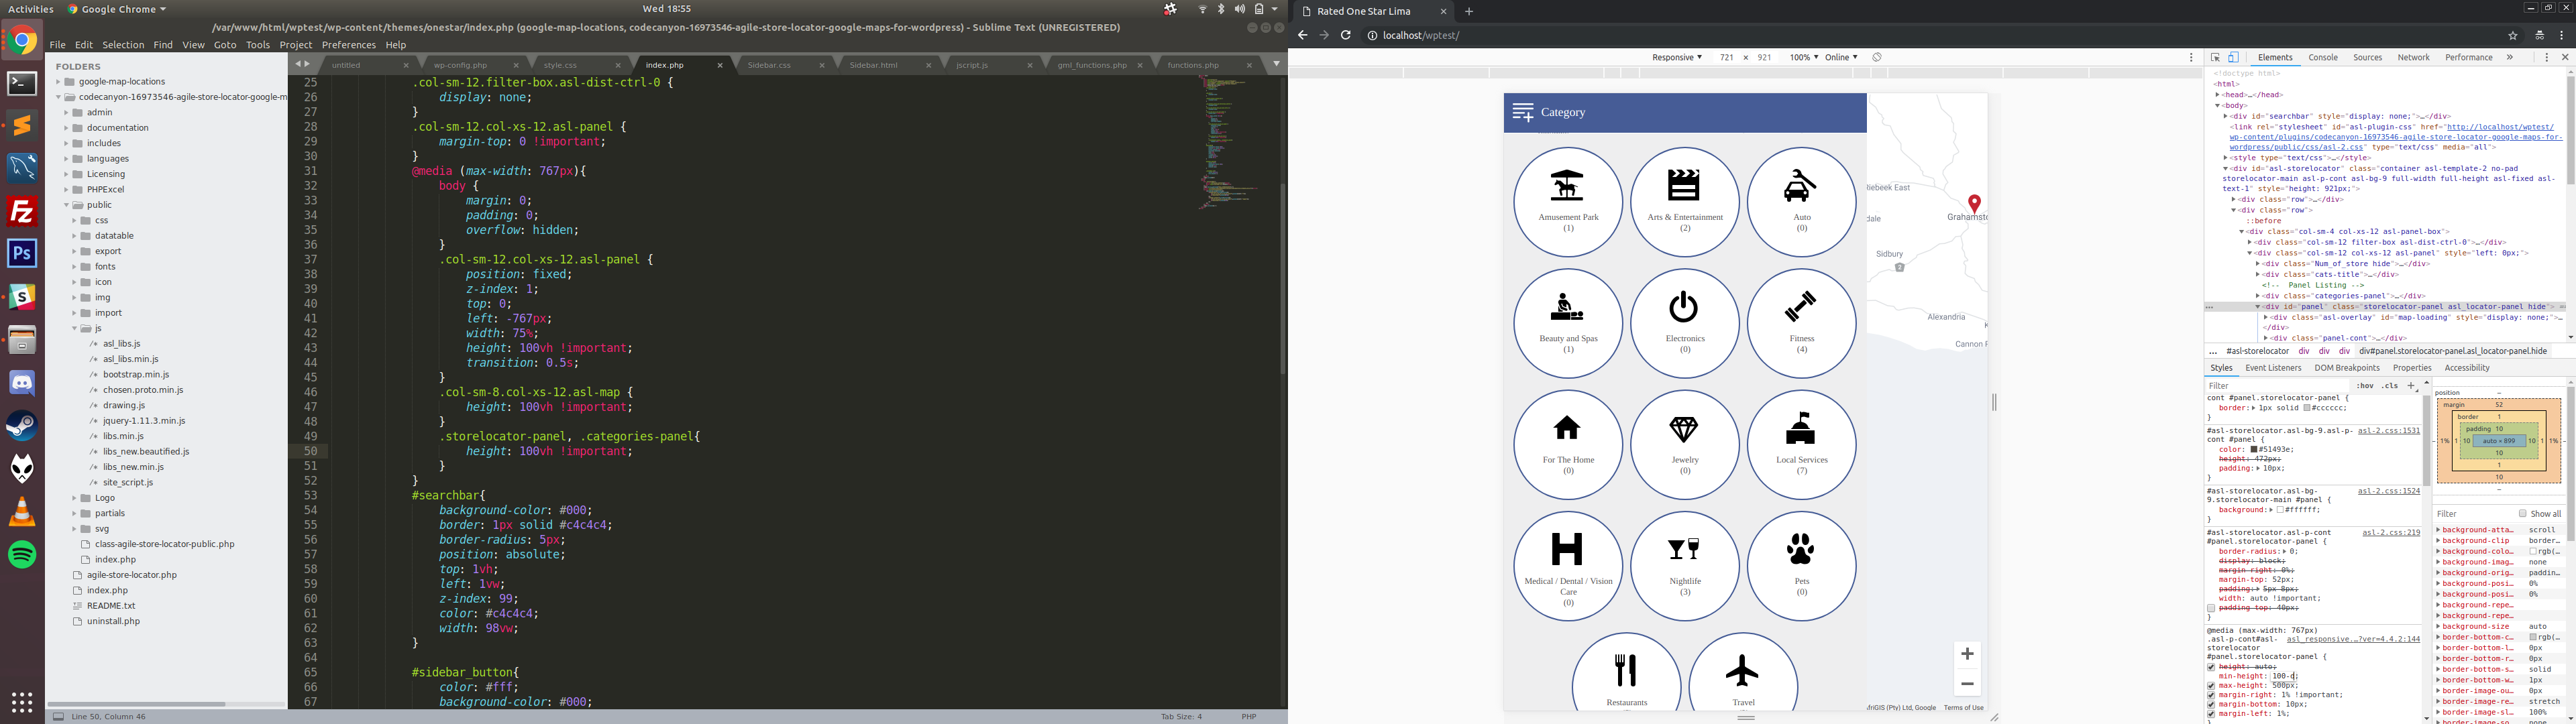 Activities Google Chrome Wed 18:55
/var/www/html/wptest/wp-content/themes/onestar/index.php (google-map-locations, codecanyon-16973546-agile-store-locator-google-maps-for-wordpress) - Sublime Text (UNREGISTERED)
File Edit Selection Find View Goto Tools Project Preferences Help
FOLDERS
google-map-locations
codecanyon-16973546-agile-store-locator-google-m
admin
documentation
includes
languages
Licensing
PHPExcel
public
css
datatable
export
fonts
icon
img
import
js
asl_libs.js
asl_libs.min.js
bootstrap.min.js
chosen.proto.min.js
drawing.js
jquery-1.11.3.min.js
libs.min.js
libs_new.beautified.js
libs_new.min.js
site_script.js
Logo
partials
svg
class-agile-store-locator-public.php
index.php
agile-store-locator.php
index.php
README.txt
uninstall.php
untitled wp-config.php style.css index.php Sidebar.css Sidebar.html jscript.js gml_functions.php functions.php
25 .col-sm-12.filter-box.asl-dist-ctrl-0 {
26 display: none;
27 }
28 .col-sm-12.col-xs-12.asl-panel {
29 margin-top: 0 !important;
30 }
31 @media (max-width: 767px){
32 body {
33 margin: 0;
34 padding: 0;
35 overflow: hidden;
36 }
37 .col-sm-12.col-xs-12.asl-panel {
38 position: fixed;
39 z-index: 1;
40 top: 0;
41 left: -767px;
42 width: 75%;
43 height: 100vh !important;
44 transition: 0.5s;
45 }
46 .col-sm-8.col-xs-12.asl-map {
47 height: 100vh !important;
48 }
49 .storelocator-panel, .categories-panel{
50 height: 100vh !important;
51 }
52 }
53 #searchbar{
54 background-color: #000;
55 border: 1px solid #c4c4c4;
56 border-radius: 5px;
57 position: absolute;
58 top: 1vh;
59 left: 1vw;
60 z-index: 99;
61 color: #c4c4c4;
62 width: 98vw;
63 }
64
65 #sidebar_button{
66 color: #fff;
67 background-color: #000;
Line 50, Column 46 Tab Size: 4 PHP
Rated One Star Lima
localhost/wptest/
Responsive 721 × 921 100% Online
Category
Amusement Park
(1)
Arts & Entertainment
(2)
Auto
(0)
Beauty and Spas
(1)
Electronics
(0)
Fitness
(4)
For The Home
(0)
Jewelry
(0)
Local Services
(7)
Medical / Dental / Vision
Care
(0)
Nightlife
(3)
Pets
(0)
Restaurants
Travel
Riebeek East
dale
Grahamst
Sidbury
2
Alexandria
Cannon R
AfriGIS (Pty) Ltd, Google Terms of Use
Elements Console Sources Network Performance
<!doctype html>
<html>
<head>…</head>
<body>
<div id="searchbar" style="display: none;">…</div>
<link rel="stylesheet" id="asl-plugin-css" href="http://localhost/wptest/
wp-content/plugins/codecanyon-16973546-agile-store-locator-google-maps-for-
wordpress/public/css/asl-2.css" type="text/css" media="all">
<style type="text/css">…</style>
<div id="asl-storelocator" class="container asl-template-2 no-pad
storelocator-main asl-p-cont asl-bg-9 full-width full-height asl-fixed asl-
text-1" style="height: 921px;">
<div class="row">…</div>
<div class="row">
::before
<div class="col-sm-4 col-xs-12 asl-panel-box">
<div class="col-sm-12 filter-box asl-dist-ctrl-0">…</div>
<div class="col-sm-12 col-xs-12 asl-panel" style="left: 0px;">
<div class="Num_of_store hide">…</div>
<div class="cats-title">…</div>
<!-- Panel Listing -->
<div class="categories-panel">…</div>
<div id="panel" class="storelocator-panel asl_locator-panel hide">
<div class="asl-overlay" id="map-loading" style="display: none;">…
</div>
<div class="panel-cont">…</div>
… #asl-storelocator div div div div#panel.storelocator-panel.asl_locator-panel.hide
Styles Event Listeners DOM Breakpoints Properties Accessibility
Filter :hov .cls +
cont #panel.storelocator-panel {
border: 1px solid #cccccc;
}
#asl-storelocator.asl-bg-9.asl-p- asl-2.css:1531
cont #panel {
color: #51493e;
height: 472px;
padding: 10px;
}
#asl-storelocator.asl-bg- asl-2.css:1524
9.storelocator-main #panel {
background: #ffffff;
}
#asl-storelocator.asl-p-cont asl-2.css:219
#panel.storelocator-panel {
border-radius: 0;
display: block;
margin-right: 0%;
margin-top: 52px;
padding: 5px 8px;
width: auto !important;
padding-top: 40px;
}
@media (max-width: 767px)
.asl-p-cont#asl- asl_responsive.…?ver=4.4.2:144
storelocator
#panel.storelocator-panel {
height: auto;
min-height: 100-d;
max-height: 500px;
margin-right: 1% !important;
margin-bottom: 10px;
margin-left: 1%;
position –
margin 52
border 1
padding 10
1% 1 10 auto × 899 10 1 1%
10
1
10
–
Filter Show all
background-atta… scroll
background-clip border…
background-colo… rgb(…
background-imag… none
background-orig… paddin…
background-posi… 0%
background-posi… 0%
background-repe…
background-repe…
background-size auto
border-bottom-c… rgb(…
border-bottom-l… 0px
border-bottom-r… 0px
border-bottom-s… solid
border-bottom-w… 1px
border-image-ou… 0px
border-image-re… stretch
border-image-sl… 100%